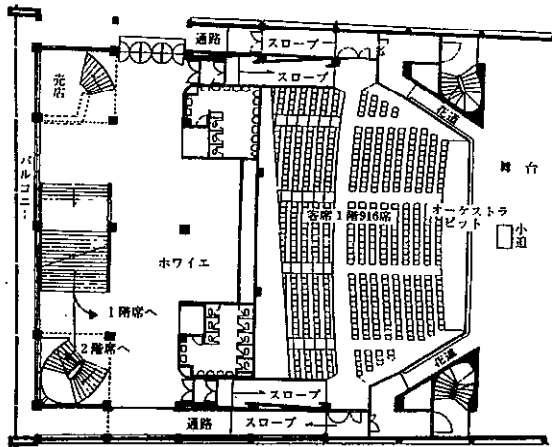 通路
スロープ
スロープ
売店
花道
バルコニー
舞台
客席1階916席
オーケストラ
ピット
小迫
ホワイエ
1階席へ
2階席へ
花道
スロープ
通路
スロープ